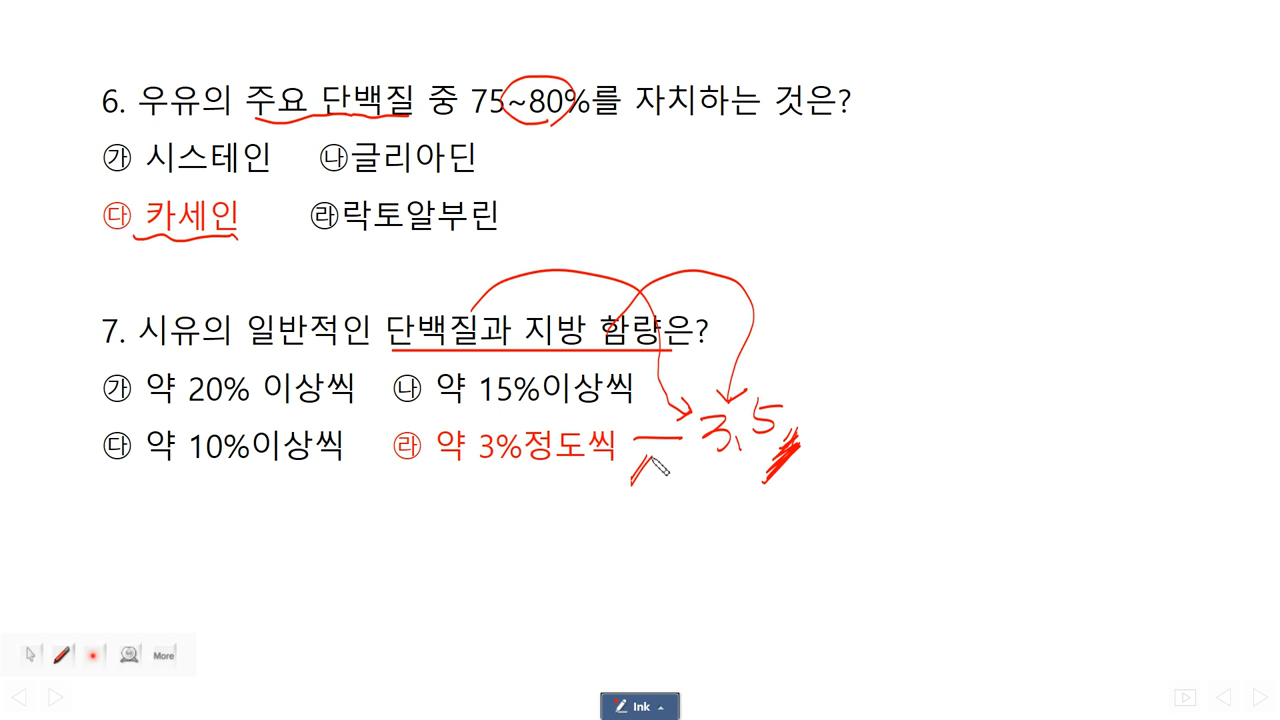 6. 우유의 주요 단백질 중 75~80%를 자치하는 것은?
㉮ 시스테인 ㉯글리아딘
㉰ 카세인 ㉱락토알부린
7. 시유의 일반적인 단백질과 지방 함량은?
㉮ 약 20% 이상씩 ㉯ 약 15%이상씩
㉰ 약 10%이상씩 ㉱ 약 3%정도씩 3.5
More
Ink